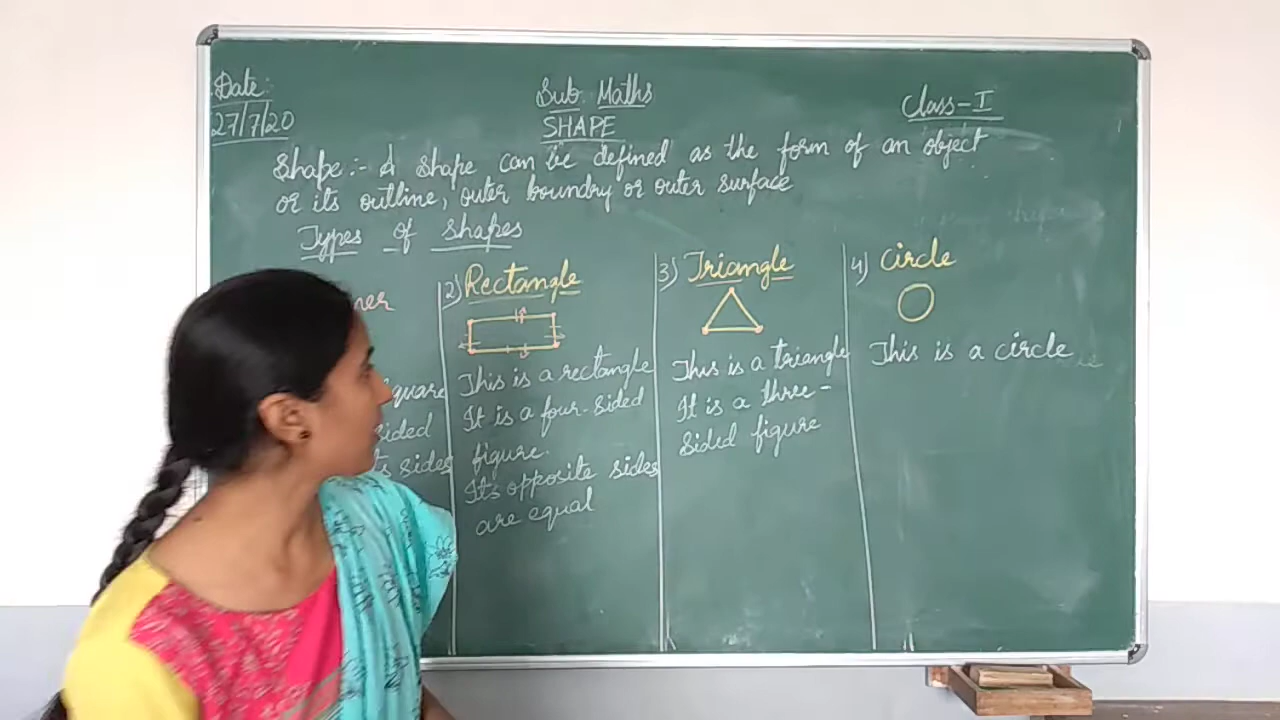 Date:
27/7/20
Sub Maths
SHAPE
Class-I
Shape:- A shape can be defined as the form of an object
or its outline, outer boundry or outer surface
Types of shapes
square
sided
sides
2) Rectangle
This is a rectangle
It is a four-sided
figure.
Its opposite sides
are equal
3) Triangle
This is a triangle
It is a three-
sided figure
4) Circle
This is a circle